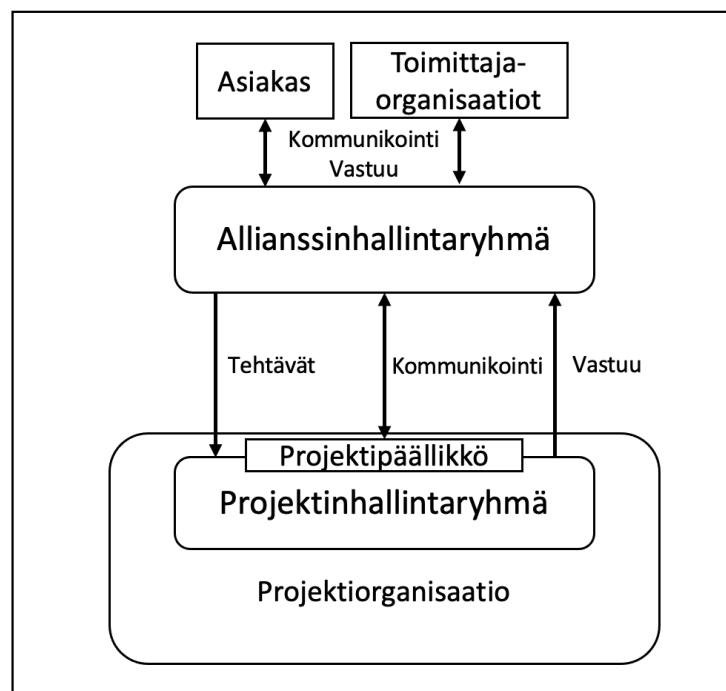 Asiakas
Toimittaja-
organisaatiot
Kommunikointi
Vastuu
Allianssinhallintaryhmä
Tehtävät
Kommunikointi
Vastuu
Projektipäällikkö
Projektinhallintaryhmä
Projektiorganisaatio